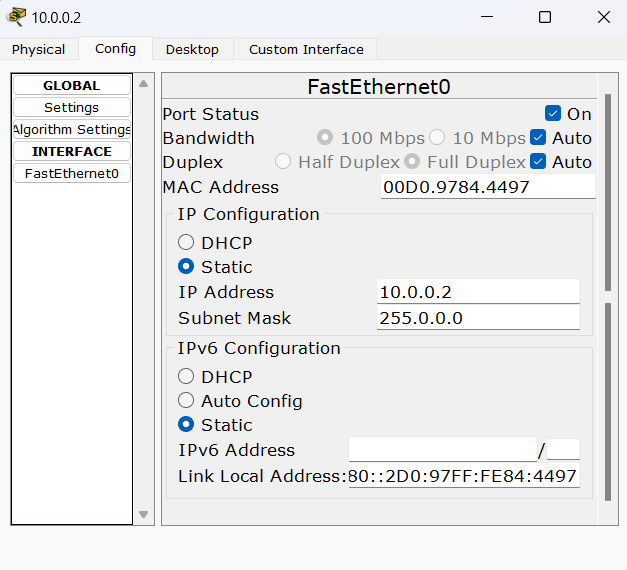 10.0.0.2
Physical Config Desktop Custom Interface
GLOBAL
Settings
Algorithm Settings
INTERFACE
FastEthernet0
FastEthernet0
Port Status On
Bandwidth 100 Mbps 10 Mbps Auto
Duplex Half Duplex Full Duplex Auto
MAC Address 00D0.9784.4497
IP Configuration
DHCP
Static
IP Address 10.0.0.2
Subnet Mask 255.0.0.0
IPv6 Configuration
DHCP
Auto Config
Static
IPv6 Address /
Link Local Address: 80::2D0:97FF:FE84:4497